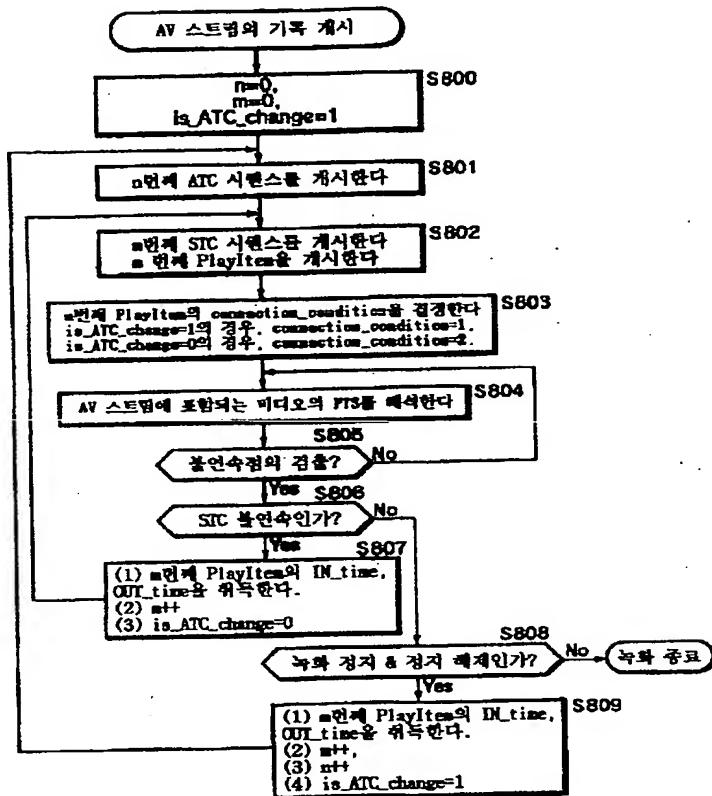 AV 스트림의 기록 개시
S800
n=0,
m=0,
is_ATC_change=1
S801
n번째 ATC 시퀀스를 개시한다
S802
m번째 STC 시퀀스를 개시한다
m 번째 PlayItem을 개시한다
S803
m번째 PlayItem의 connection_condition을 결정한다
is_ATC_change=1의 경우, connection_condition=1.
is_ATC_change=0의 경우, connection_condition=2.
S804
AV 스트림에 포함되는 비디오의 PTS를 해석한다
S805
불연속점의 검출?
No
Yes
S806
STC 불연속인가?
No
Yes
S807
(1) m번째 PlayItem의 IN_time,
OUT_time을 취득한다.
(2) m++
(3) is_ATC_change=0
S808
녹화 정지 & 정지 해제인가?
No
녹화 종료
Yes
S809
(1) m번째 PlayItem의 IN_time,
OUT_time을 취득한다.
(2) m++,
(3) n++
(4) is_ATC_change=1